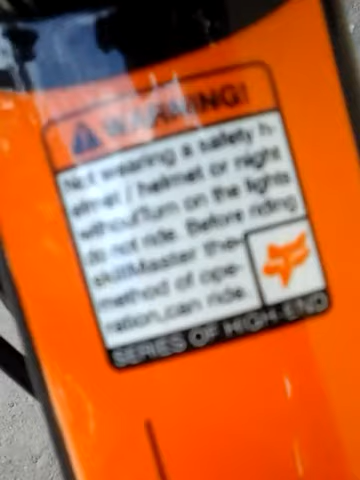 WARNING!
Not wearing a safety h-
elmet / helmet or night
withoutTurn on the lights
do not ride. Before riding
skillMaster the
method of ope-
ration,can ride.
SERIES OF HIGH-END